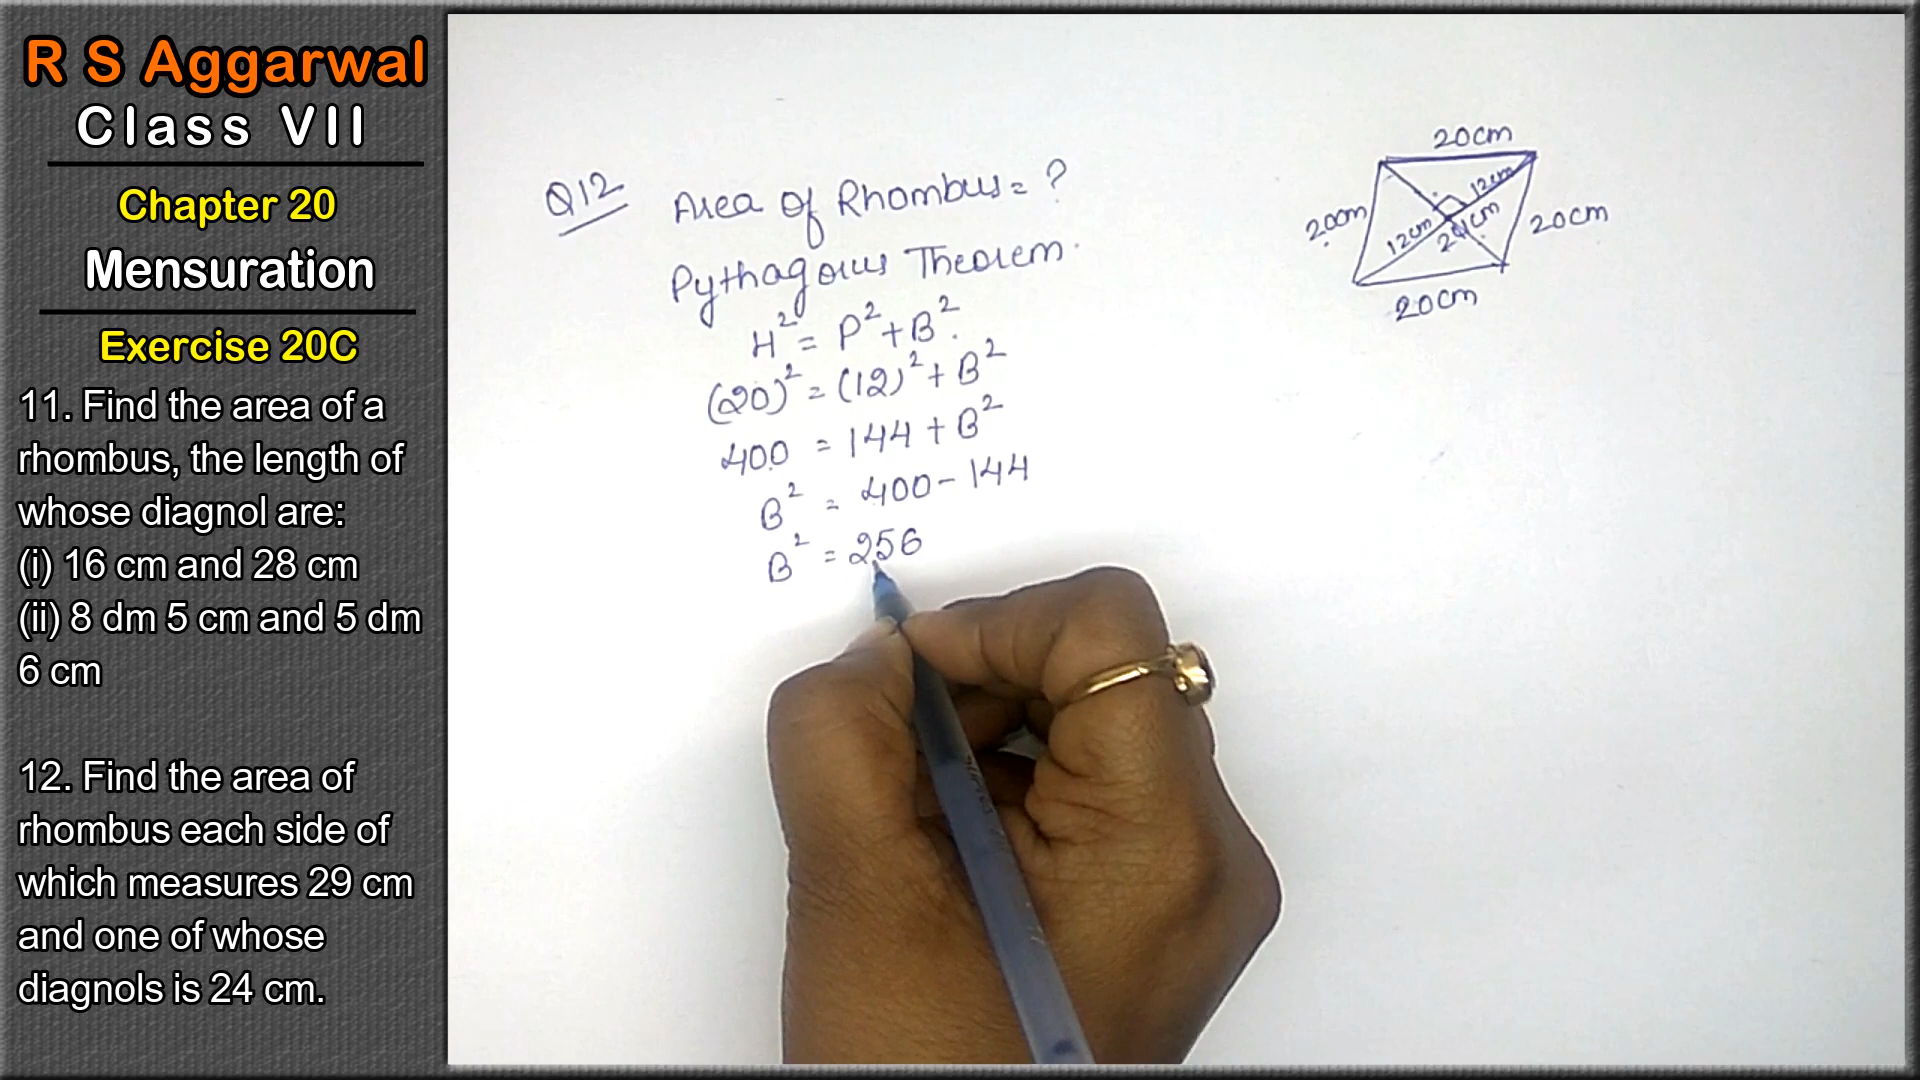 R S Aggarwal
Class VII
Chapter 20
Mensuration
Exercise 20C
11. Find the area of a
rhombus, the length of
whose diagnol are:
(i) 16 cm and 28 cm
(ii) 8 dm 5 cm and 5 dm
6 cm
12. Find the area of
rhombus each side of
which measures 29 cm
and one of whose
diagnols is 24 cm.
Q12 Area of Rhombus = ?
Pythagorus Theorem.
H² = P² + B².
(20)² = (12)² + B²
400 = 144 + B²
B² = 400 - 144
B² = 256
20cm
20cm
12cm
12cm
24cm
20cm
20cm